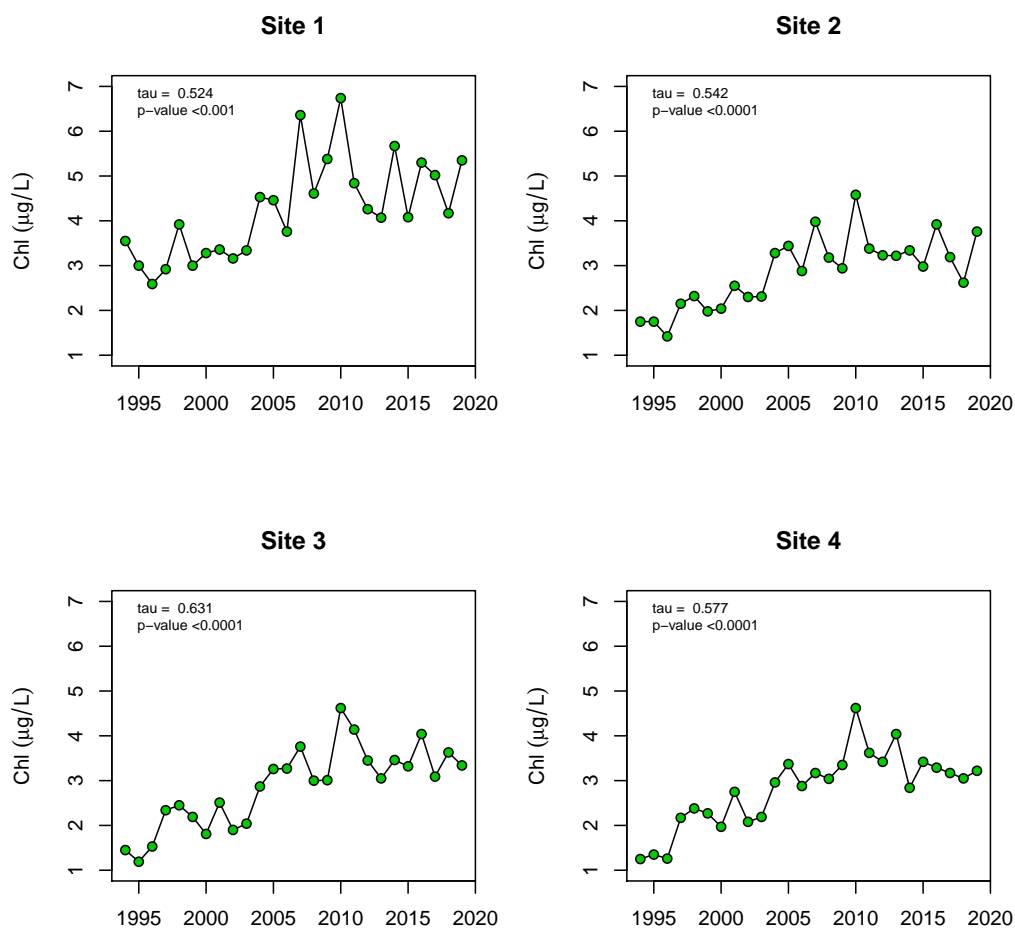 Site 1
tau = 0.524
p−value <0.001
Chl (μg/L)
7
6
5
4
3
2
1
1995 2000 2005 2010 2015 2020
Site 2
tau = 0.542
p−value <0.0001
Chl (μg/L)
7
6
5
4
3
2
1
1995 2000 2005 2010 2015 2020
Site 3
tau = 0.631
p−value <0.0001
Chl (μg/L)
7
6
5
4
3
2
1
1995 2000 2005 2010 2015 2020
Site 4
tau = 0.577
p−value <0.0001
Chl (μg/L)
7
6
5
4
3
2
1
1995 2000 2005 2010 2015 2020